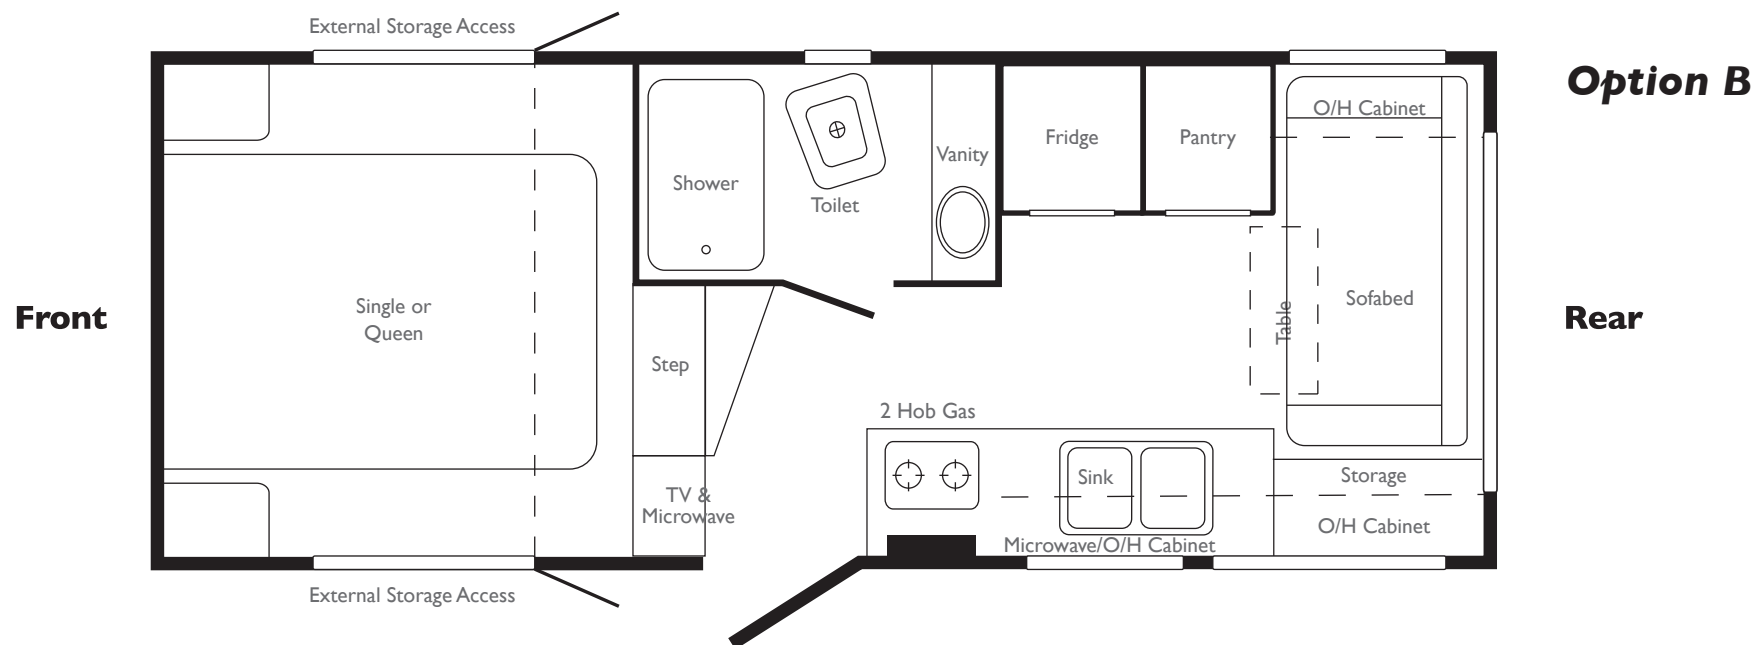 External Storage Access
Option B
O/H Cabinet
Fridge
Pantry
Vanity
Shower
Toilet
Single or
Queen
Front
Table
Sofabed
Rear
Step
2 Hob Gas
Sink
Storage
TV &
Microwave
O/H Cabinet
Microwave/O/H Cabinet
External Storage Access